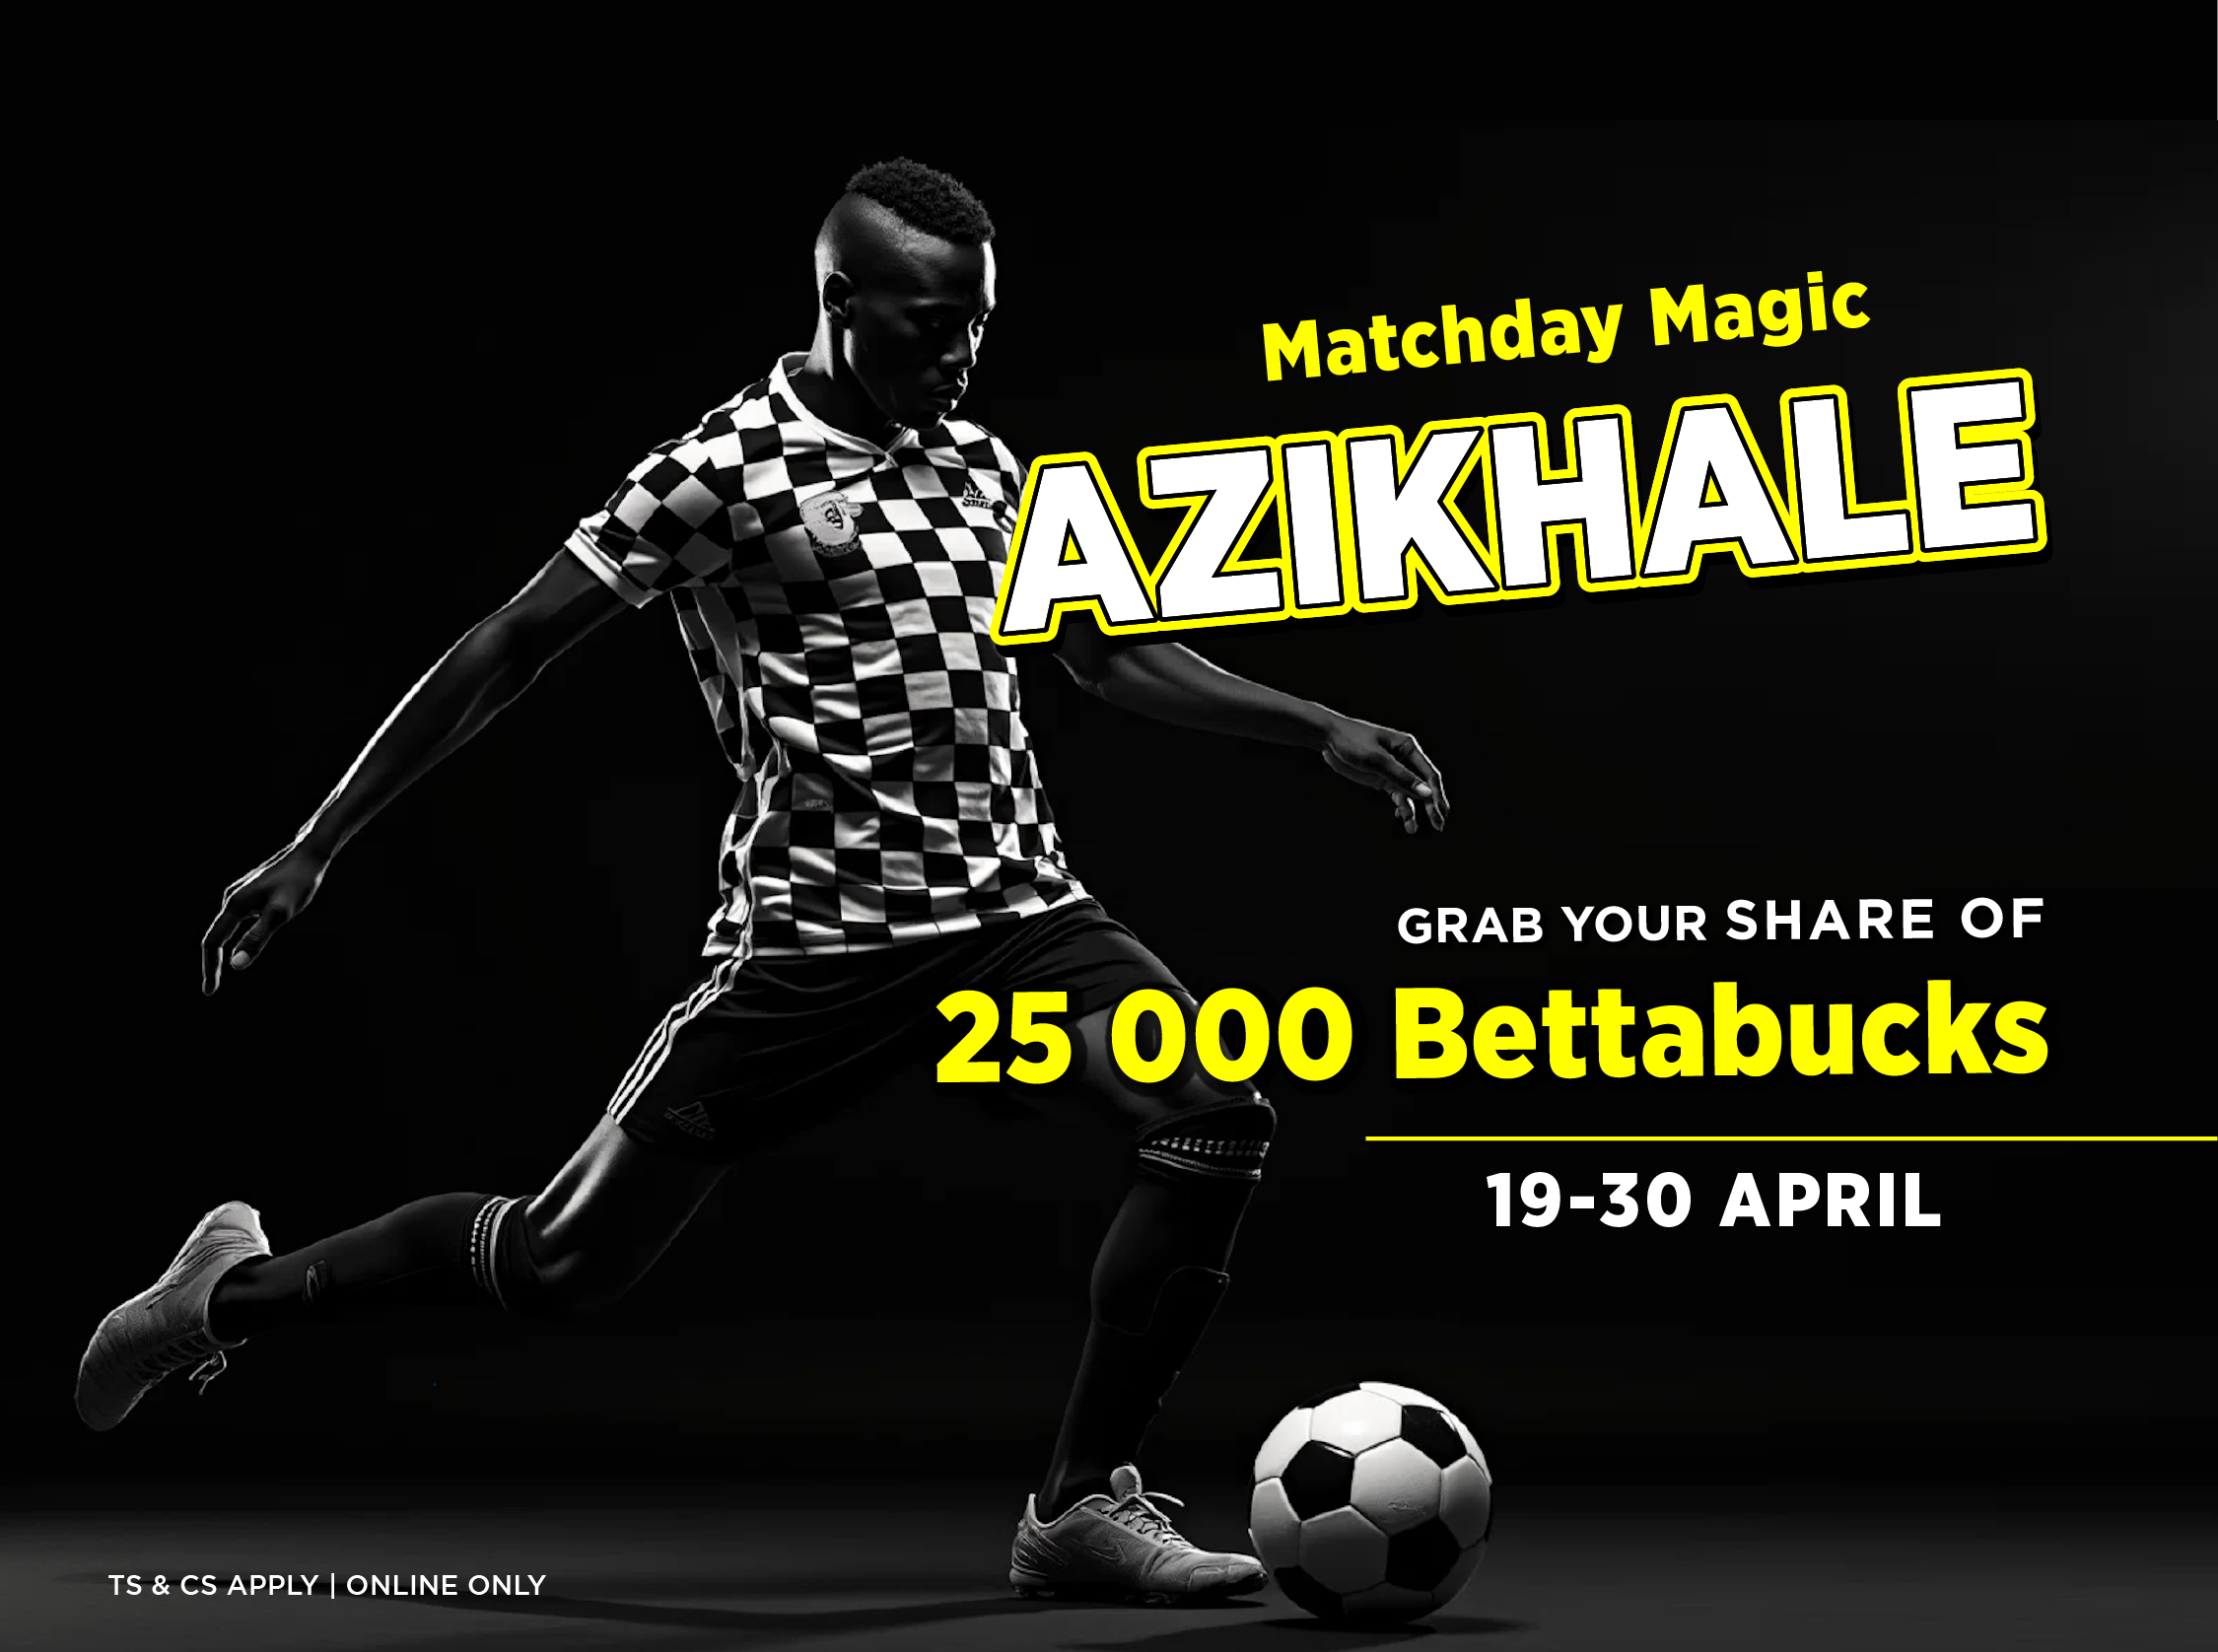 Matchday Magic
AZIKHALE
GRAB YOUR SHARE OF
25 000 Bettabucks
19-30 APRIL
TS & CS APPLY | ONLINE ONLY